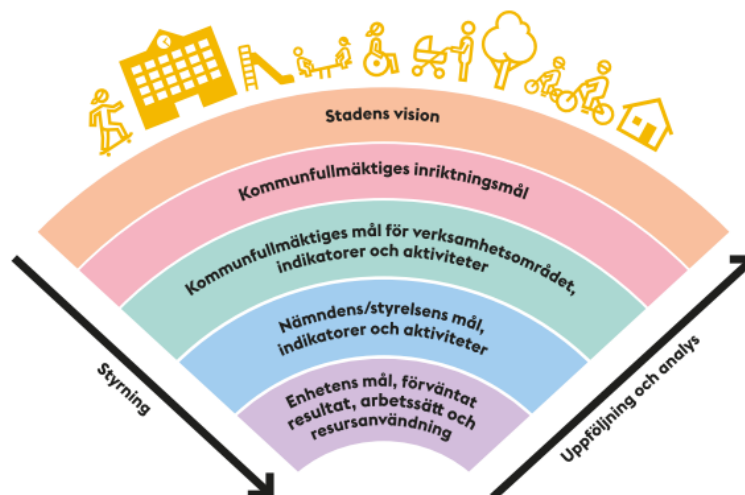 Stadens vision
Kommunfullmäktiges inriktningsmål
Kommunfullmäktiges mål för verksamhetsområdet,
indikatorer och aktiviteter
Nämndens/styrelsens mål,
indikatorer och aktiviteter
Enhetens mål, förväntat
resultat, arbetssätt och
resursanvändning
Styrning
Uppföljning och analys